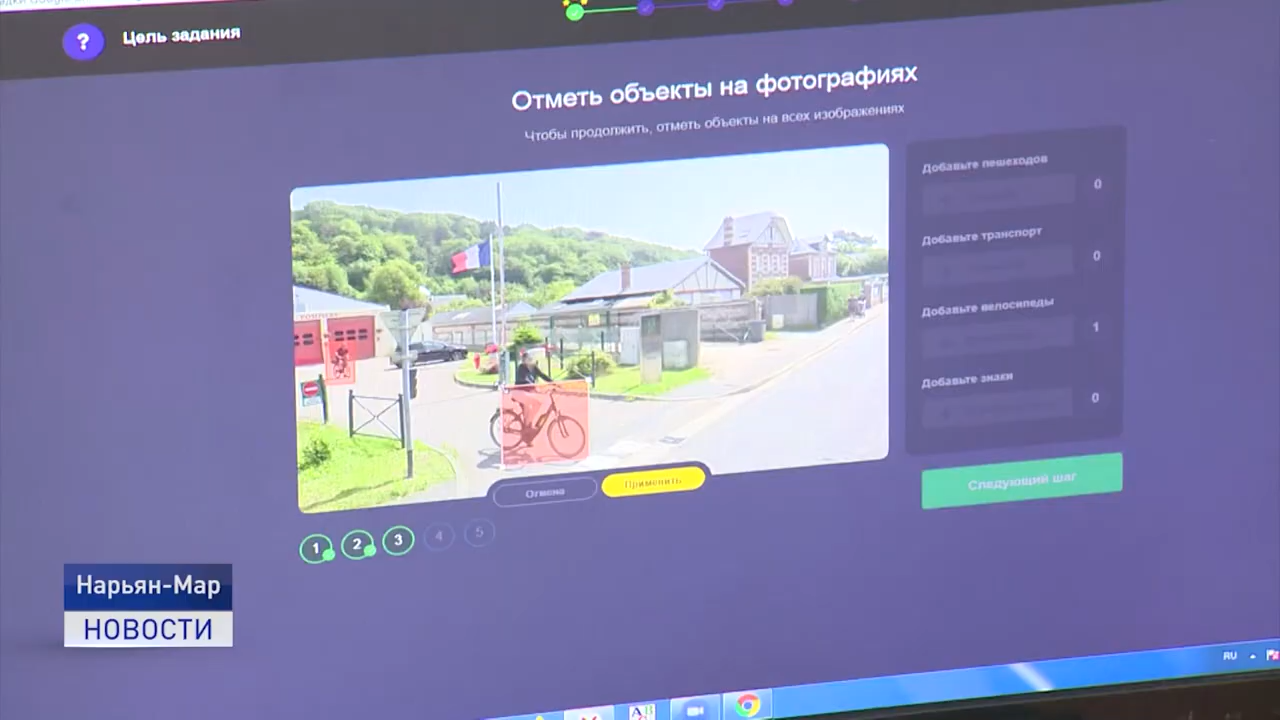 ?
Цель задания
Отметь объекты на фотографиях
Чтобы продолжить, отметь объекты на всех изображениях
Добавьте пешеходов
0
Добавьте транспорт
0
Добавьте велосипеды
1
Добавьте знаки
0
Отмена
Применить
Следующий шаг
1 2 3 4 5
Нарьян-Мар
НОВОСТИ
RU